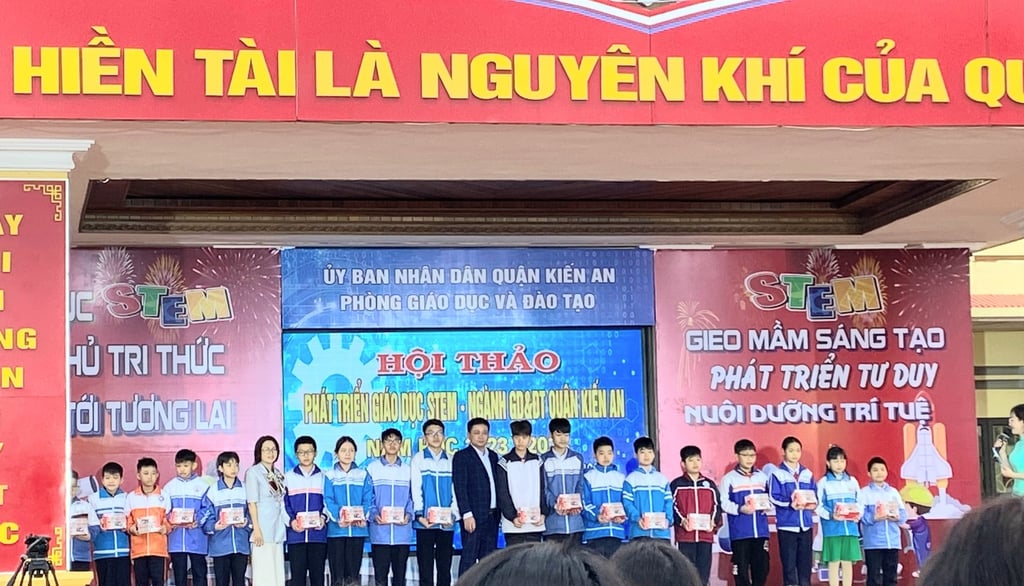 HIỀN TÀI LÀ NGUYÊN KHÍ CỦA
STEM
TRI THỨC
TỚI TƯƠNG LAI
ỦY BAN NHÂN DÂN QUẬN KIẾN AN
PHÒNG GIÁO DỤC VÀ ĐÀO TẠO
HỘI THẢO
PHÁT TRIỂN GIÁO DỤC STEM - NGÀNH GD&ĐT QUẬN KIẾN AN
NĂM HỌC
STEM
GIEO MẦM SÁNG TẠO
PHÁT TRIỂN TƯ DUY
NUÔI DƯỠNG TRÍ TUỆ